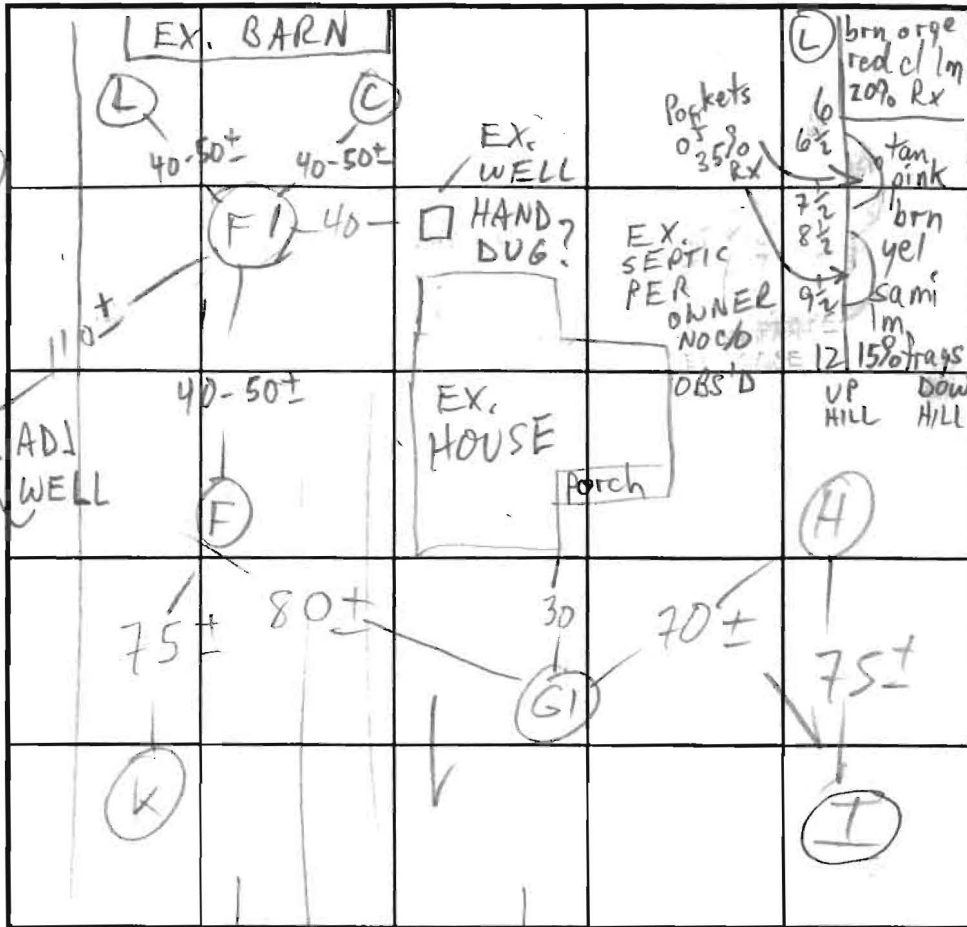 EX. BARN
L
C
40-50±
40-50±
F1
40
110±
EX.
WELL
HAND
DUG?
EX.
SEPTIC
PER
OWNER
NO C/O
OBS'D
Pockets
of
35%
RX
L
brn orge
red cl lm
20% Rx
6
6½
7½
8½
9½
12
tan
pink
brn
yel
sami
lm
15% frags
UP
HILL
DOW
HILL
ADJ
WELL
40-50±
F
EX.
HOUSE
Porch
H
75±
80±
30
70±
75±
G1
K
I